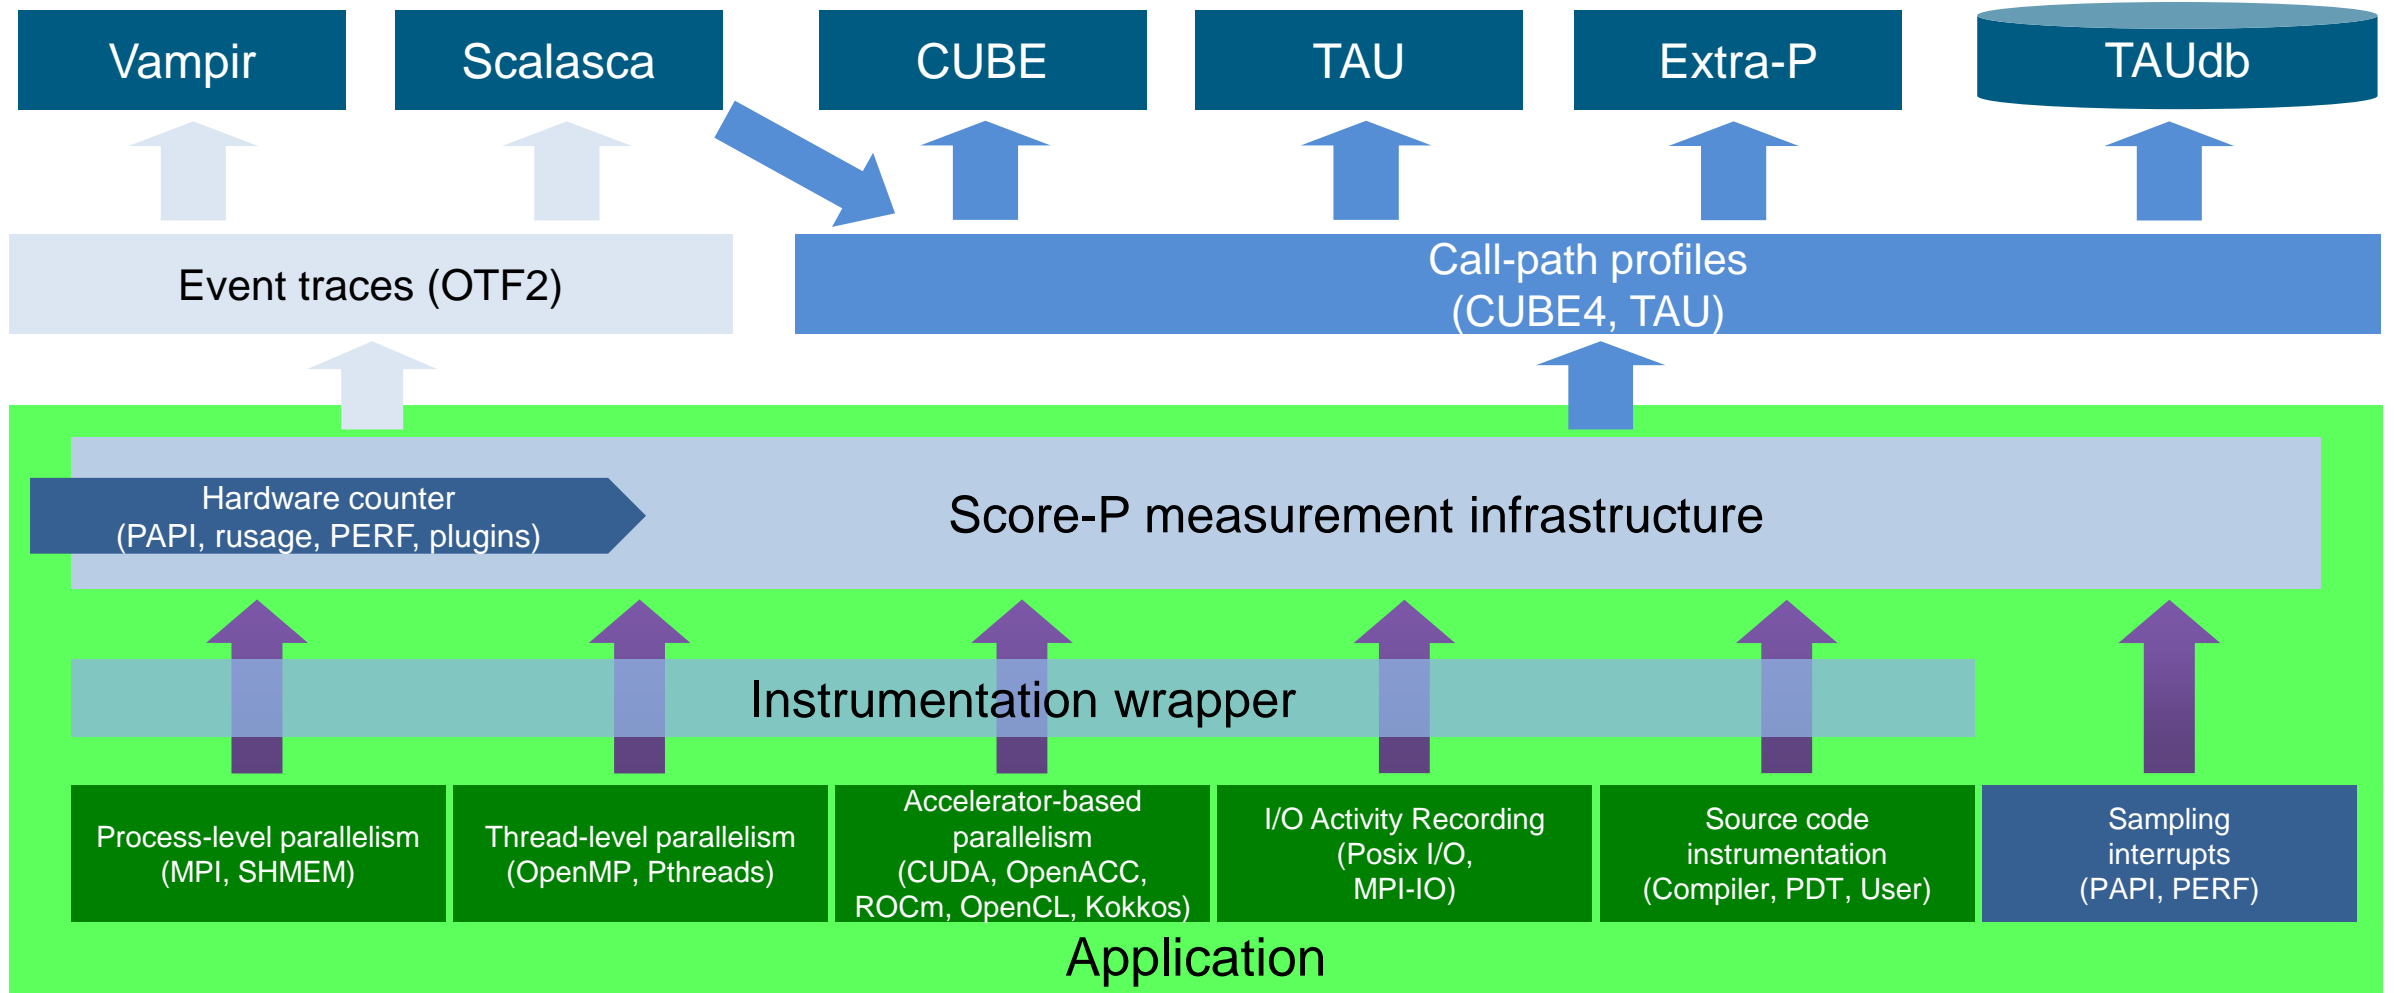 Vampir
Scalasca
CUBE
TAU
Extra-P
TAUdb
Event traces (OTF2)
Call-path profiles
(CUBE4, TAU)
Hardware counter
(PAPI, rusage, PERF, plugins)
Score-P measurement infrastructure
Instrumentation wrapper
Process-level parallelism
(MPI, SHMEM)
Thread-level parallelism
(OpenMP, Pthreads)
Accelerator-based
parallelism
(CUDA, OpenACC,
ROCm, OpenCL, Kokkos)
I/O Activity Recording
(Posix I/O,
MPI-IO)
Source code
instrumentation
(Compiler, PDT, User)
Sampling
interrupts
(PAPI, PERF)
Application